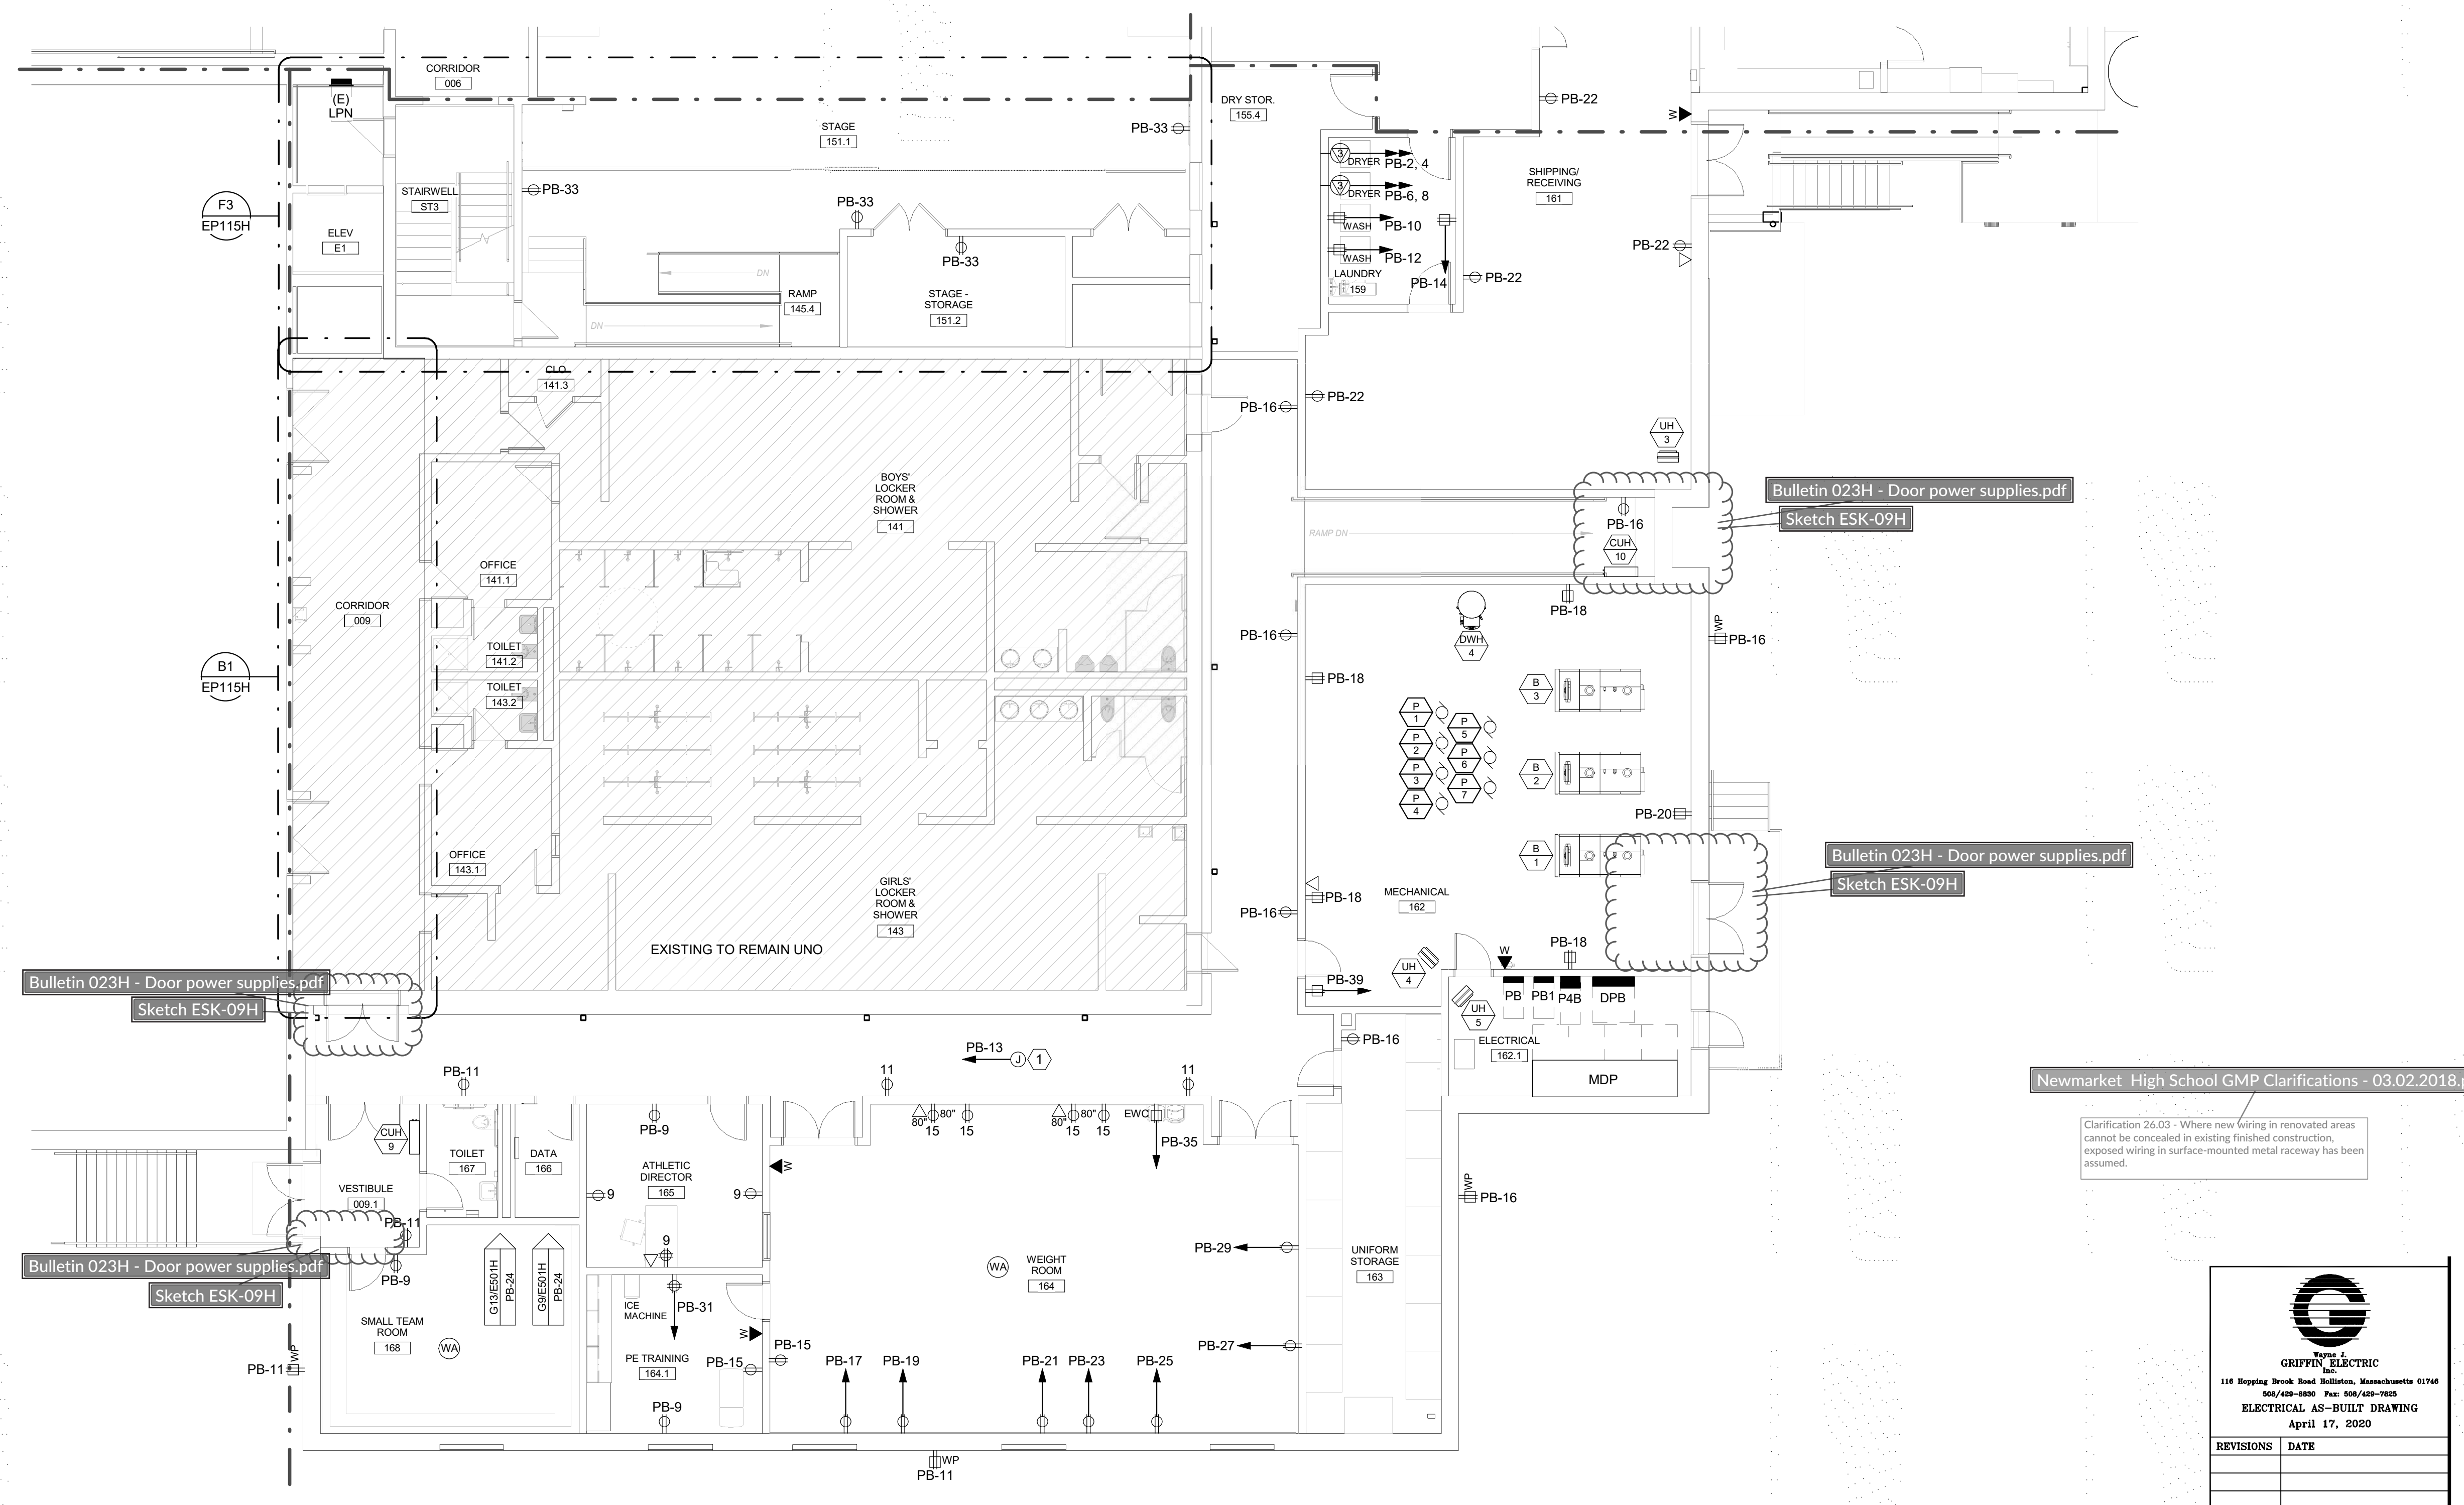 CORRIDOR
006
(E)
LPN
STAGE
151.1
PB-33
DRY STOR.
155.4
PB-22
W
F3
EP115H
STAIRWELL
ST3
PB-33
PB-33
PB-33
ELEV
E1
DN
RAMP
145.4
DN
STAGE -
STORAGE
151.2
3
DRYER
PB-2, 4
3
DRYER
PB-6, 8
WASH
PB-10
WASH
PB-12
LAUNDRY
159
PB-14
SHIPPING/
RECEIVING
161
PB-22
PB-22
CLO
141.3
PB-16
PB-22
UH
3
BOYS'
LOCKER
ROOM &
SHOWER
141
Bulletin 023H - Door power supplies.pdf
Sketch ESK-09H
PB-16
CUH
10
RAMP DN
OFFICE
141.1
CORRIDOR
009
PB-18
PB-16
DWH
4
WP
PB-16
TOILET
141.2
B1
EP115H
TOILET
143.2
PB-18
B
3
P
1
P
2
P
3
P
4
P
5
P
6
P
7
B
2
PB-20
OFFICE
143.1
B
1
Bulletin 023H - Door power supplies.pdf
Sketch ESK-09H
GIRLS'
LOCKER
ROOM &
SHOWER
143
PB-16
PB-18
MECHANICAL
162
EXISTING TO REMAIN UNO
PB-18
W
UH
4
PB-39
Bulletin 023H - Door power supplies.pdf
Sketch ESK-09H
PB
PB1
P4B
DPB
UH
5
ELECTRICAL
162.1
MDP
PB-16
PB-13
J
1
PB-11
11
11
Newmarket  High School GMP Clarifications - 03.02.2018.p
Clarification 26.03 - Where new wiring in renovated areas
cannot be concealed in existing finished construction,
exposed wiring in surface-mounted metal raceway has been
assumed.
CUH
9
PB-9
80"
80"
15
15
80"
80"
15
15
EWC
PB-35
TOILET
167
DATA
166
ATHLETIC
DIRECTOR
165
W
VESTIBULE
009.1
9
9
WP
PB-16
PB-11
9
Bulletin 023H - Door power supplies.pdf
Sketch ESK-09H
PB-9
G13/E501H
PB-24
G9/E501H
PB-24
WA
WEIGHT
ROOM
164
PB-29
UNIFORM
STORAGE
163
ICE
MACHINE
PB-31
SMALL TEAM
ROOM
168
WA
W
PB-15
PB-27
WP
PB-11
PE TRAINING
164.1
PB-15
PB-17
PB-19
PB-21
PB-23
PB-25
PB-9
WP
PB-11
Wayne J.
GRIFFIN ELECTRIC
Inc.
116 Hopping Brook Road Holliston, Massachusetts 01746
508/429-8830  Fax: 508/429-7825
ELECTRICAL AS-BUILT DRAWING
April 17, 2020
REVISIONS
DATE